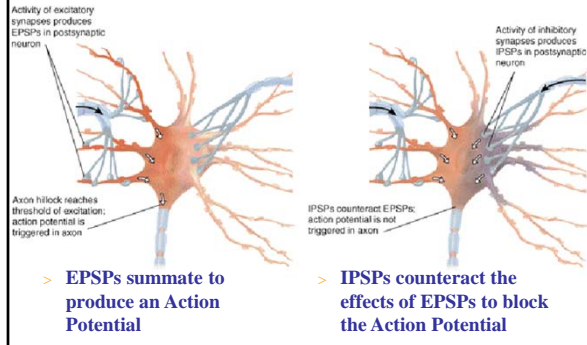 Activity of excitatory
synapses produces
EPSPs in postsynaptic
neuron
Axon hillock reaches
threshold of excitation;
action potential is
triggered in axon
> EPSPs summate to
produce an Action
Potential
Activity of inhibitory
synapses produces
IPSPs in postsynaptic
neuron
IPSPs counteract EPSPs;
action potential is not
triggered in axon
> IPSPs counteract the
effects of EPSPs to block
the Action Potential